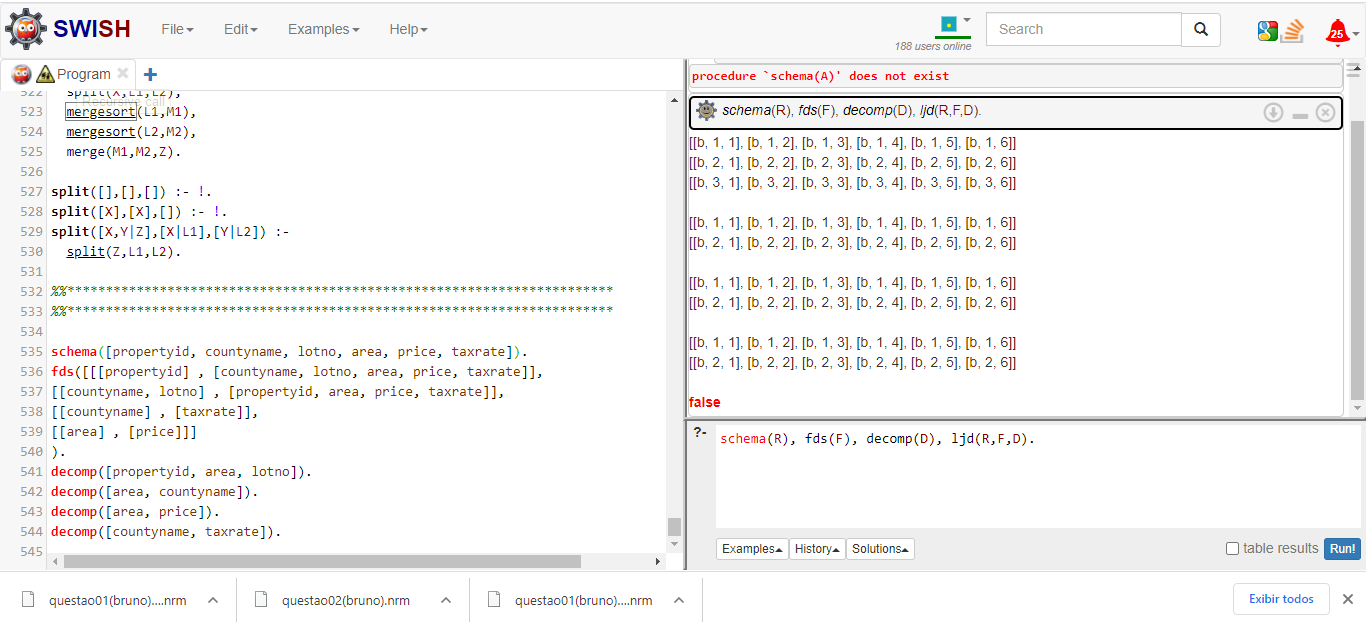 SWISH File Edit Examples Help 188 users online Search 25
Program
522 split(X,L1,L2),
Recursive call
523 mergesort(L1,M1),
524 mergesort(L2,M2),
525 merge(M1,M2,Z).
526
527 split([],[],[]) :- !.
528 split([X],[X],[]) :- !.
529 split([X,Y|Z],[X|L1],[Y|L2]) :-
530 split(Z,L1,L2).
531
532 %%***********************************************************************
533 %%***********************************************************************
534
535 schema([propertyid, countyname, lotno, area, price, taxrate]).
536 fds([[[propertyid] , [countyname, lotno, area, price, taxrate]],
537 [[countyname, lotno] , [propertyid, area, price, taxrate]],
538 [[countyname] , [taxrate]],
539 [[area] , [price]]]
540 ).
541 decomp([propertyid, area, lotno]).
542 decomp([area, countyname]).
543 decomp([area, price]).
544 decomp([countyname, taxrate]).
545
procedure `schema(A)' does not exist
schema(R), fds(F), decomp(D), ljd(R,F,D).
[[b, 1, 1], [b, 1, 2], [b, 1, 3], [b, 1, 4], [b, 1, 5], [b, 1, 6]]
[[b, 2, 1], [b, 2, 2], [b, 2, 3], [b, 2, 4], [b, 2, 5], [b, 2, 6]]
[[b, 3, 1], [b, 3, 2], [b, 3, 3], [b, 3, 4], [b, 3, 5], [b, 3, 6]]
[[b, 1, 1], [b, 1, 2], [b, 1, 3], [b, 1, 4], [b, 1, 5], [b, 1, 6]]
[[b, 2, 1], [b, 2, 2], [b, 2, 3], [b, 2, 4], [b, 2, 5], [b, 2, 6]]
[[b, 1, 1], [b, 1, 2], [b, 1, 3], [b, 1, 4], [b, 1, 5], [b, 1, 6]]
[[b, 2, 1], [b, 2, 2], [b, 2, 3], [b, 2, 4], [b, 2, 5], [b, 2, 6]]
[[b, 1, 1], [b, 1, 2], [b, 1, 3], [b, 1, 4], [b, 1, 5], [b, 1, 6]]
[[b, 2, 1], [b, 2, 2], [b, 2, 3], [b, 2, 4], [b, 2, 5], [b, 2, 6]]
false
?- schema(R), fds(F), decomp(D), ljd(R,F,D).
Examples History Solutions table results Run!
questao01(bruno)....nrm questao02(bruno).nrm questao01(bruno)....nrm Exibir todos